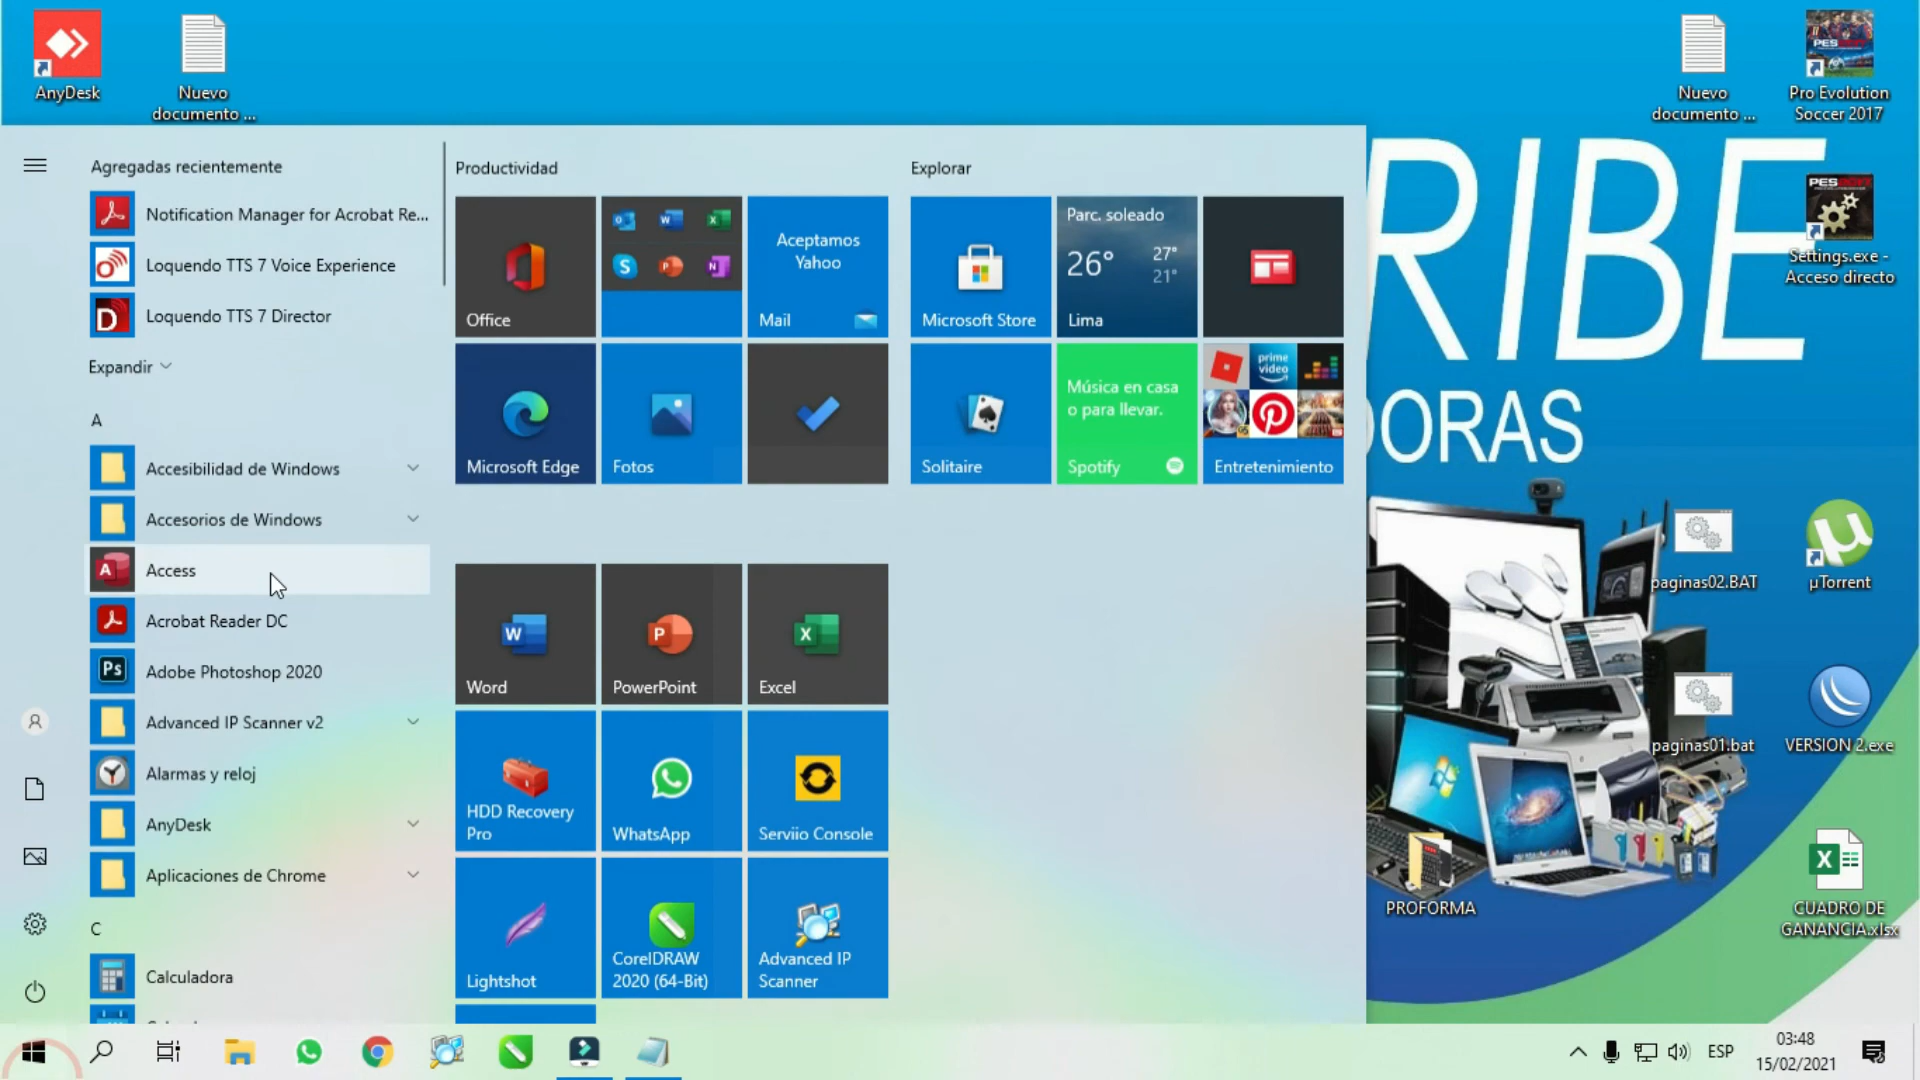 AnyDesk
Nuevo
documento ...
Nuevo
documento ...
Pro Evolution
Soccer 2017
Agregadas recientemente
Notification Manager for Acrobat Re...
Loquendo TTS 7 Voice Experience
Loquendo TTS 7 Director
Expandir
A
Accesibilidad de Windows
Accesorios de Windows
Access
Acrobat Reader DC
Adobe Photoshop 2020
Advanced IP Scanner v2
Alarmas y reloj
AnyDesk
Aplicaciones de Chrome
C
Calculadora
Productividad
Office
Aceptamos
Yahoo
Mail
Microsoft Edge
Fotos
Word
PowerPoint
Excel
HDD Recovery
Pro
WhatsApp
Serviio Console
Lightshot
CorelDRAW
2020 (64-Bit)
Advanced IP
Scanner
Explorar
Microsoft Store
Parc. soleado
26°
27°
21°
Lima
Solitaire
Música en casa
o para llevar.
Spotify
prime
video
Entretenimiento
RIBE
DORAS
Settings.exe -
Acceso directo
paginas02.BAT
µTorrent
paginas01.bat
VERSION 2.exe
PROFORMA
CUADRO DE
GANANCIA.xlsx
ESP
03:48
15/02/2021